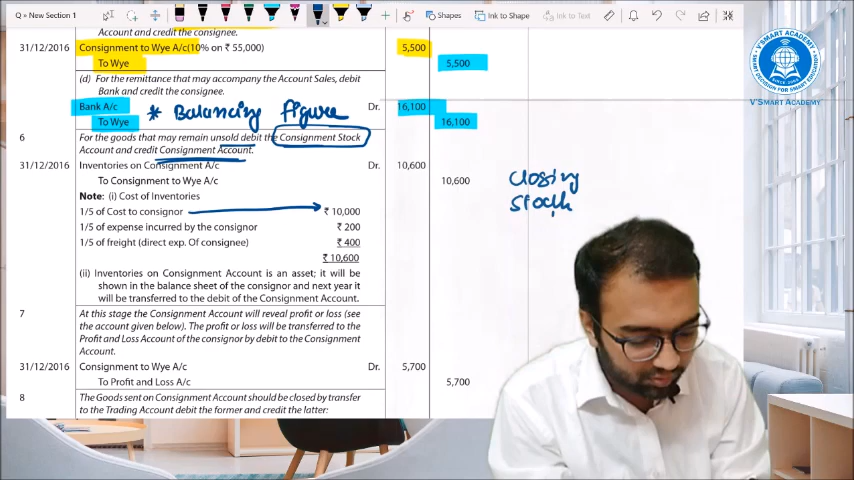 Q » New Section 1
Shapes
Ink to Shape
Ink to Text
Account and credit the consignee.
31/12/2016 Consignment to Wye A/c(10% on ₹ 55,000) 5,500
To Wye 5,500
(d) For the remittance that may accompany the Account Sales, debit
Bank and credit the consignee.
Bank A/c * Balancing figure Dr. 16,100
To Wye 16,100
6 For the goods that may remain unsold debit the Consignment Stock
Account and credit Consignment Account.
31/12/2016 Inventories on Consignment A/c Dr. 10,600
To Consignment to Wye A/c 10,600
closing
stock
Note: (i) Cost of Inventories
1/5 of Cost to consignor ₹ 10,000
1/5 of expense incurred by the consignor ₹ 200
1/5 of freight (direct exp. Of consignee) ₹ 400
₹ 10,600
(ii) Inventories on Consignment Account is an asset; it will be
shown in the balance sheet of the consignor and next year it
will be transferred to the debit of the Consignment Account.
7 At this stage the Consignment Account will reveal profit or loss (see
the account given below). The profit or loss will be transferred to the
Profit and Loss Account of the consignor by debit to the Consignment
Account.
31/12/2016 Consignment to Wye A/c Dr. 5,700
To Profit and Loss A/c 5,700
8 The Goods sent on Consignment Account should be closed by transfer
to the Trading Account debit the former and credit the latter:
V'SMART ACADEMY